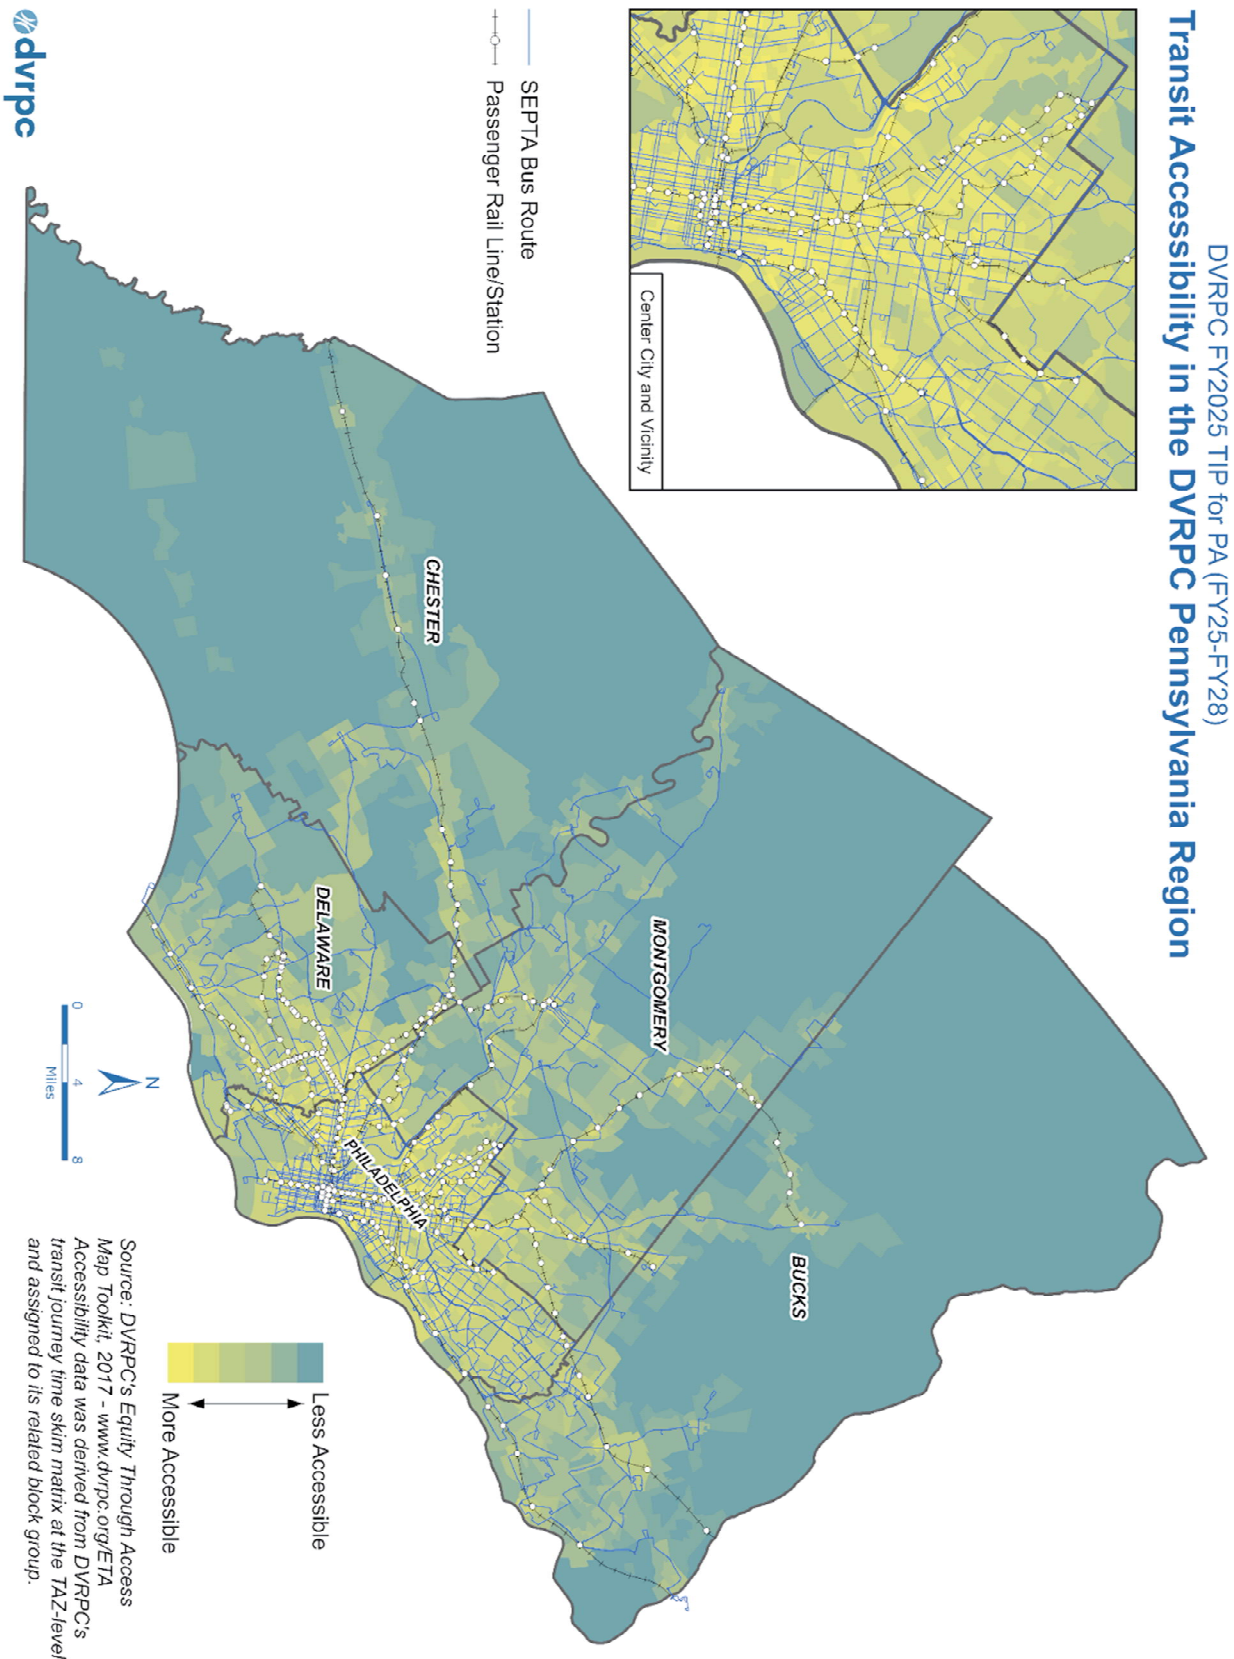 DVRPC FY2025 TIP for PA (FY25-FY28)
Transit Accessibility in the DVRPC Pennsylvania Region
Center City and Vicinity
SEPTA Bus Route
Passenger Rail Line/Station
CHESTER
MONTGOMERY
BUCKS
DELAWARE
PHILADELPHIA
N
0 4 8
Miles
Less Accessible
More Accessible
Source: DVRPC's Equity Through Access
Map Toolkit, 2017 - www.dvrpc.org/ETA
Accessibility data was derived from DVRPC's
transit journey time skim matrix at the TAZ-level
and assigned to its related block group.
dvrpc